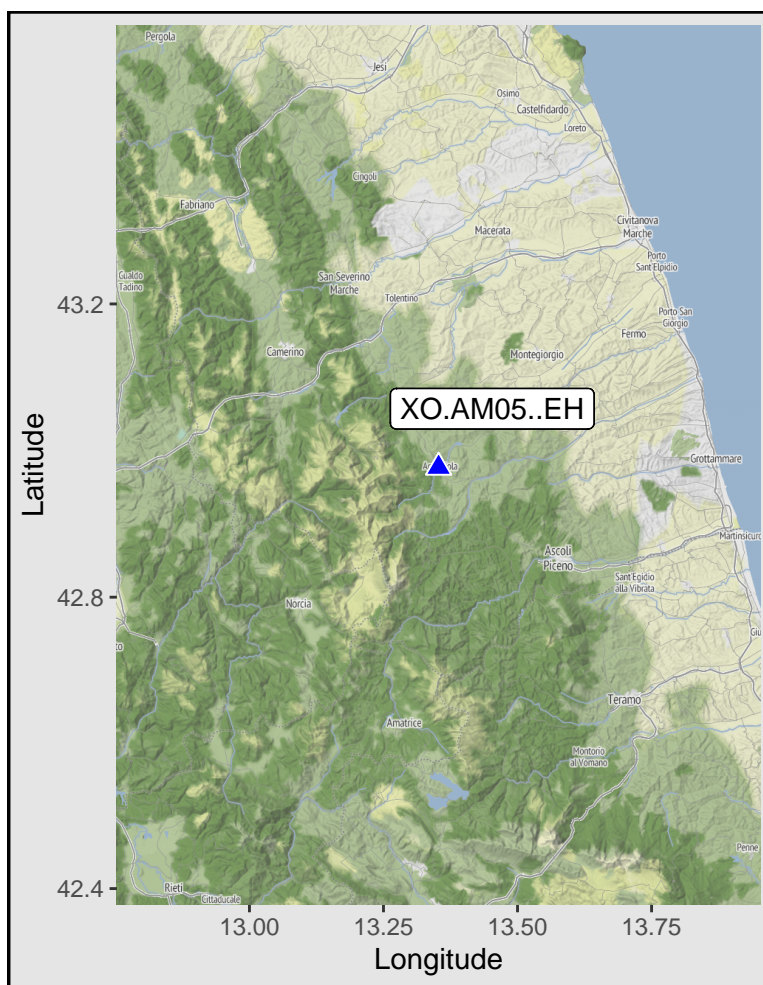 Pergola
Jesi
Osimo
Castelfidardo
Loreto
Cingoli
Fabriano
Macerata
Civitanova
Marche
Porto
Sant'Elpidio
Gualdo
Tadino
San Severino
Marche
Tolentino
43.2
Porto San
Giorgio
Fermo
Camerino
Montegiorgio
XO.AM05..EH
Grottammare
Latitude
Martinsicuro
Ascoli
Piceno
Sant'Egidio
alla Vibrata
42.8
Norcia
Giu
to
Teramo
Amatrice
Montorio
al Vomano
Penne
42.4
Rieti
Cittaducale
13.00
13.25
13.50
13.75
Longitude